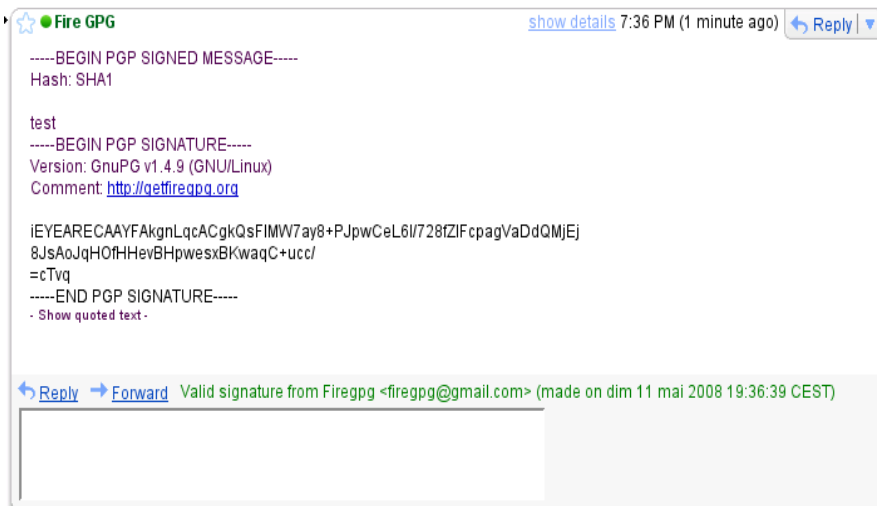 Fire GPG show details 7:36 PM (1 minute ago) Reply
-----BEGIN PGP SIGNED MESSAGE-----
Hash: SHA1
test
-----BEGIN PGP SIGNATURE-----
Version: GnuPG v1.4.9 (GNU/Linux)
Comment: http://getfiregpg.org
iEYEARECAAYFAkgnLqcACgkQsFIMW7ay8+PJpwCeL6I/728fZIFcpagVaDdQMjEj
8JsAoJqHOfHHevBHpwesxBKwaqC+ucc/
=cTvq
-----END PGP SIGNATURE-----
- Show quoted text -
Reply Forward Valid signature from Firegpg <firegpg@gmail.com> (made on dim 11 mai 2008 19:36:39 CEST)